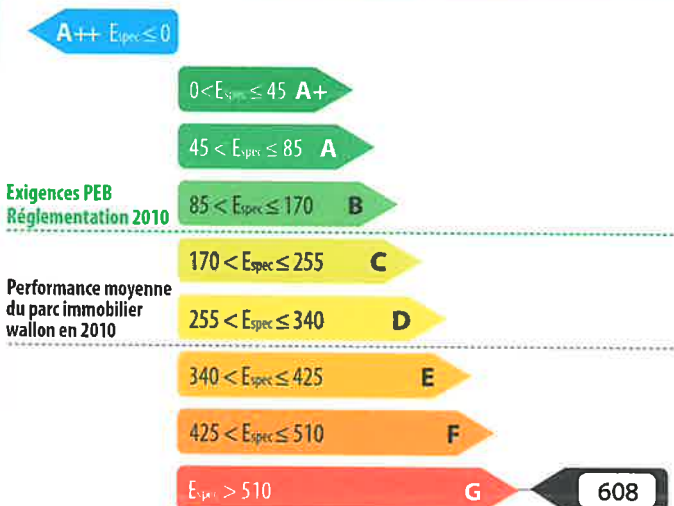 A++ Espec ≤ 0
0 < Espec ≤ 45 A+
45 < Espec ≤ 85 A
Exigences PEB
Réglementation 2010
85 < Espec ≤ 170 B
170 < Espec ≤ 255 C
Performance moyenne
du parc immobilier
wallon en 2010
255 < Espec ≤ 340 D
340 < Espec ≤ 425 E
425 < Espec ≤ 510 F
Espec > 510 G
608